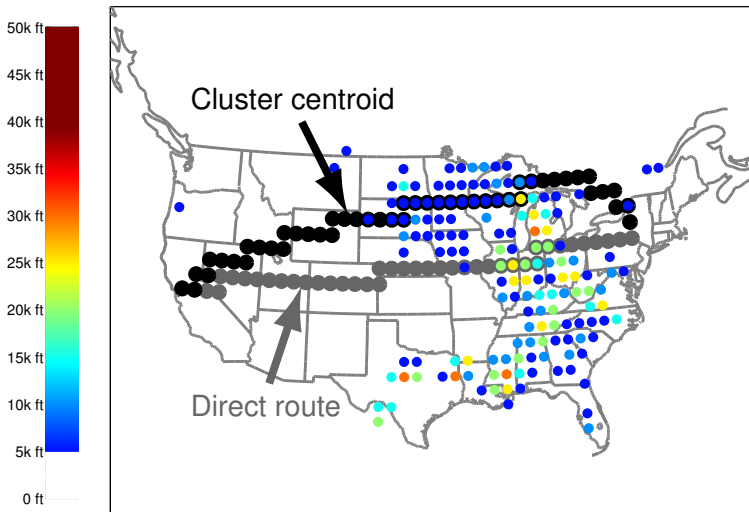 50k ft
45k ft
40k ft
35k ft
30k ft
25k ft
20k ft
15k ft
10k ft
5k ft
0 ft
Cluster centroid
Direct route